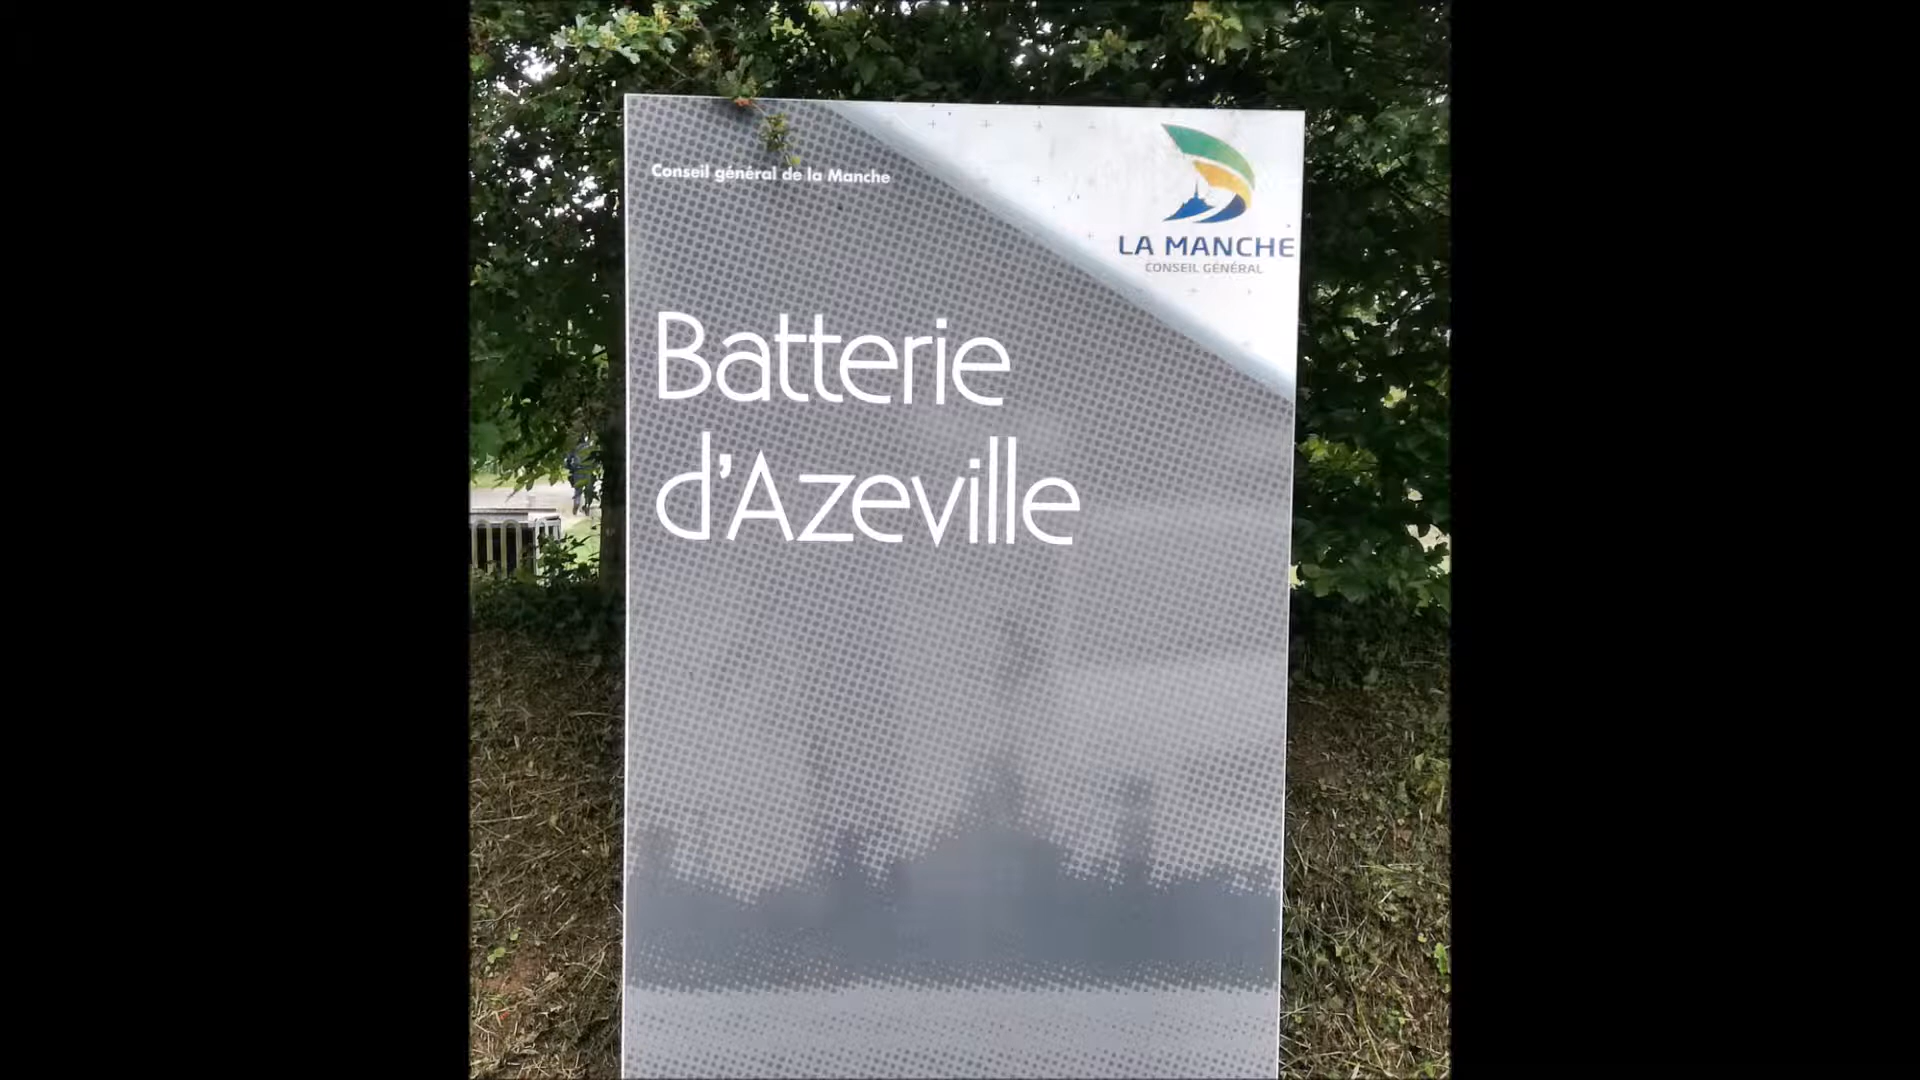 Conseil général de la Manche
LA MANCHE
CONSEIL GÉNÉRAL
Batterie
d'Azeville